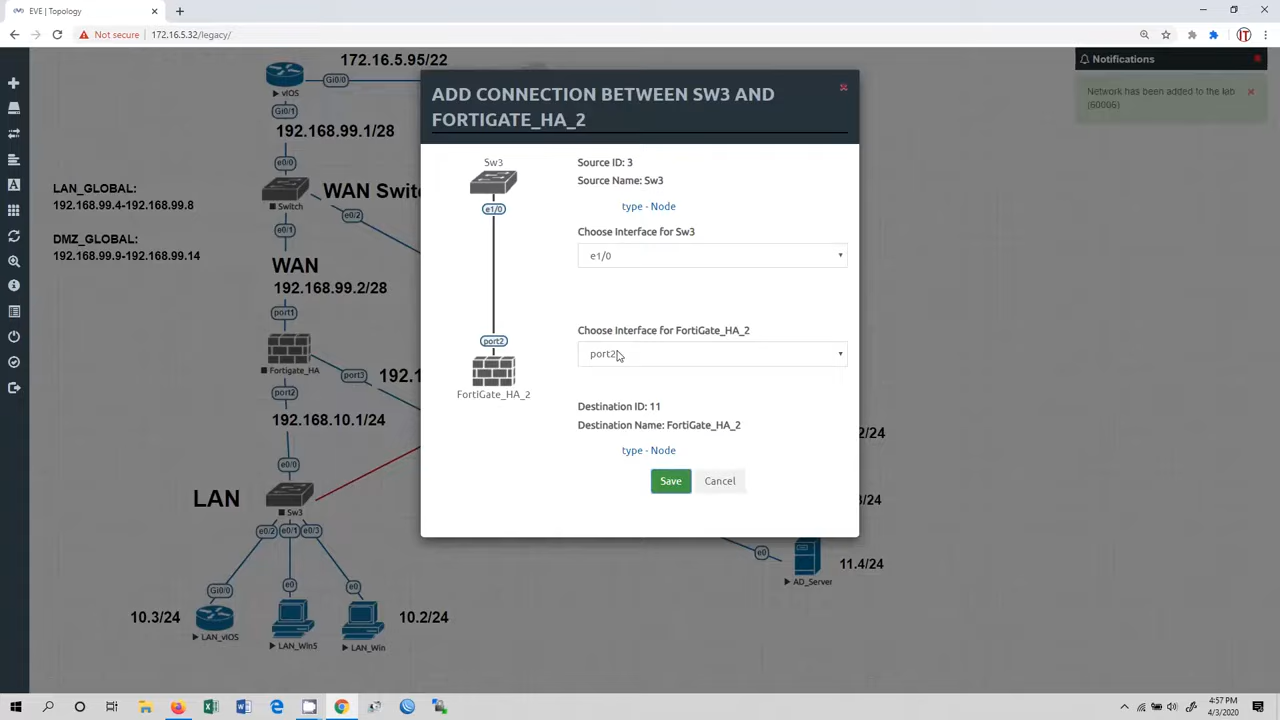 EVE | Topology
Not secure
172.16.5.32/legacy/
172.16.5.95/22
Gi0/0
vIOS
Gi0/1
192.168.99.1/28
e0/0
WAN Swit
Switch
e0/2
e0/1
LAN_GLOBAL:
192.168.99.4-192.168.99.8
DMZ_GLOBAL:
192.168.99.9-192.168.99.14
WAN
192.168.99.2/28
port1
Fortigate_HA
port3
192.1
port2
192.168.10.1/24
e0/0
LAN
Sw3
e0/2
e0/1
e0/3
Gi0/0
e0
e0
10.3/24
LAN_vIOS
LAN_Win5
LAN_Win
10.2/24
ADD CONNECTION BETWEEN SW3 AND
FORTIGATE_HA_2
Sw3
e1/0
port2
FortiGate_HA_2
Source ID: 3
Source Name: Sw3
type - Node
Choose Interface for Sw3
e1/0
Choose Interface for FortiGate_HA_2
port2
Destination ID: 11
Destination Name: FortiGate_HA_2
type - Node
Save
Cancel
Notifications
Network has been added to the lab
(60006)
2/24
/24
e0
AD_Server
11.4/24
4:57 PM
4/3/2020